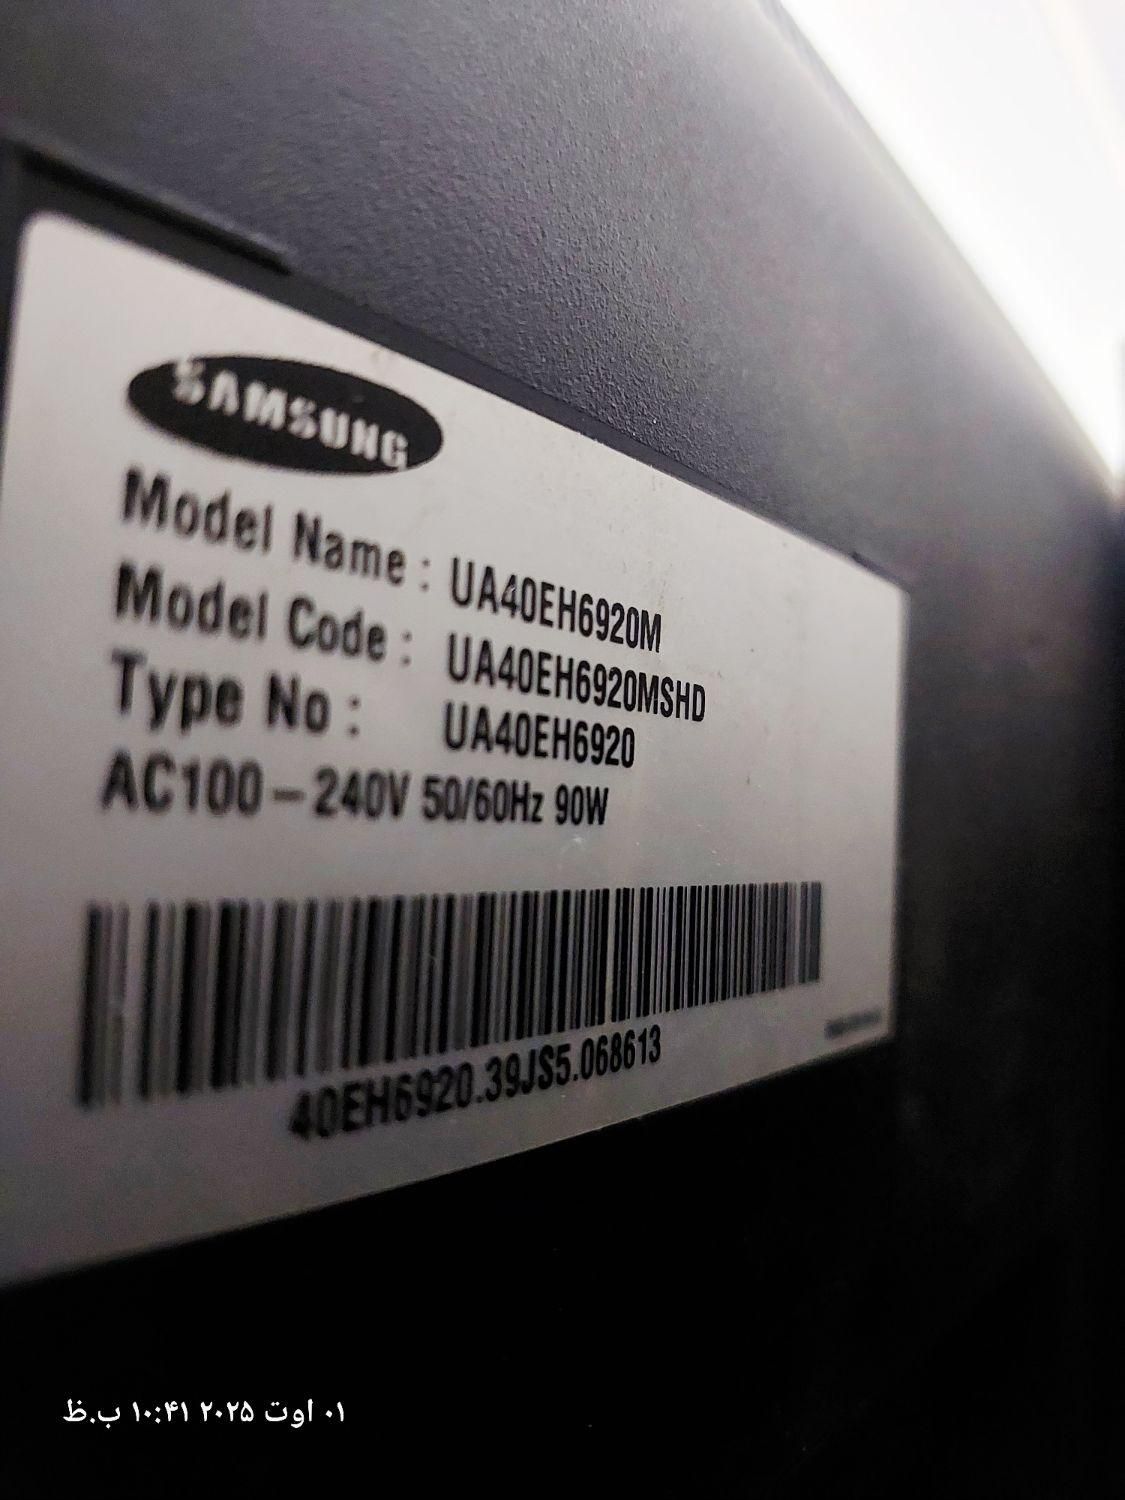 SAMSUNG
Model Name : UA40EH6920M
Model Code : UA40EH6920MSHD
Type No : UA40EH6920
AC100-240V 50/60Hz 90W
40EH6920.39JS5.068613
۰۱ اوت ۲۰۲۵ ۱۰:۴۱ ب.ظ